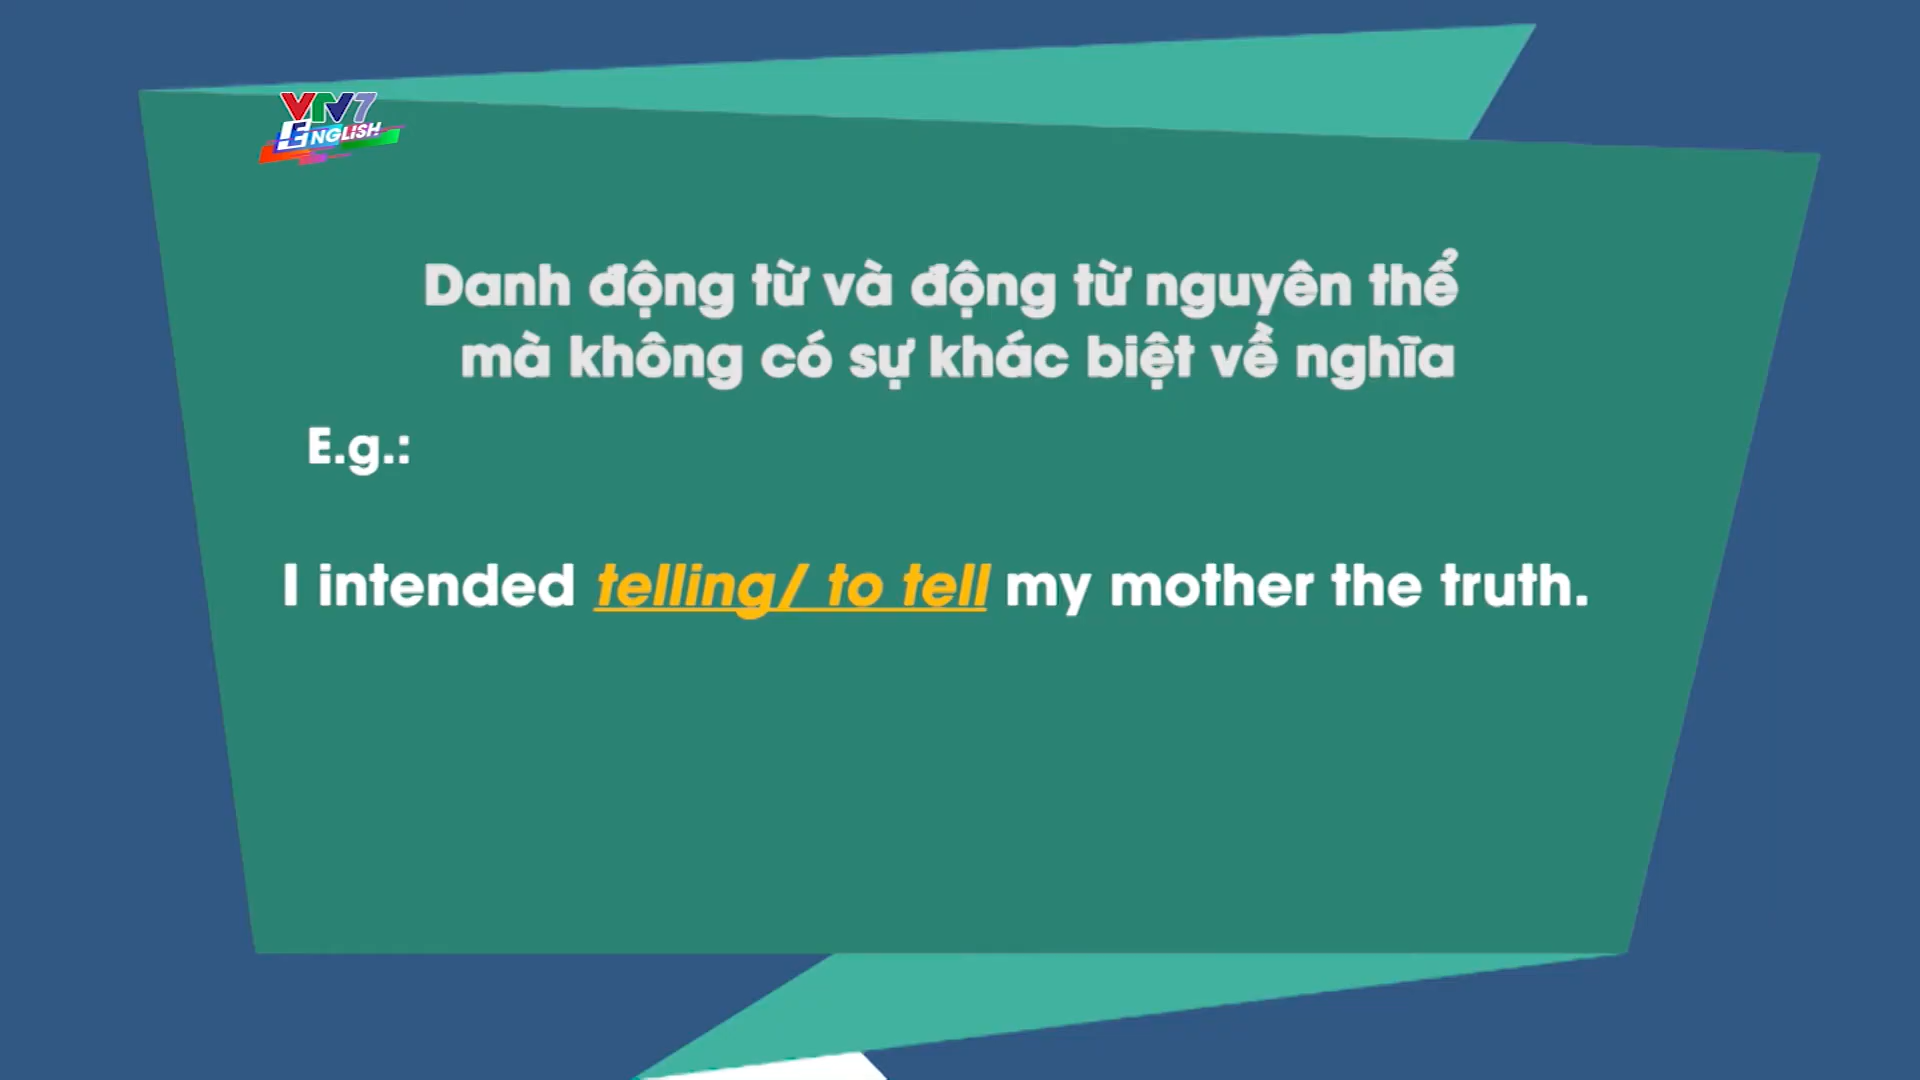 VTV7
ENGLISH
Danh động từ và động từ nguyên thể
mà không có sự khác biệt về nghĩa
E.g.:
I intended telling/ to tell my mother the truth.